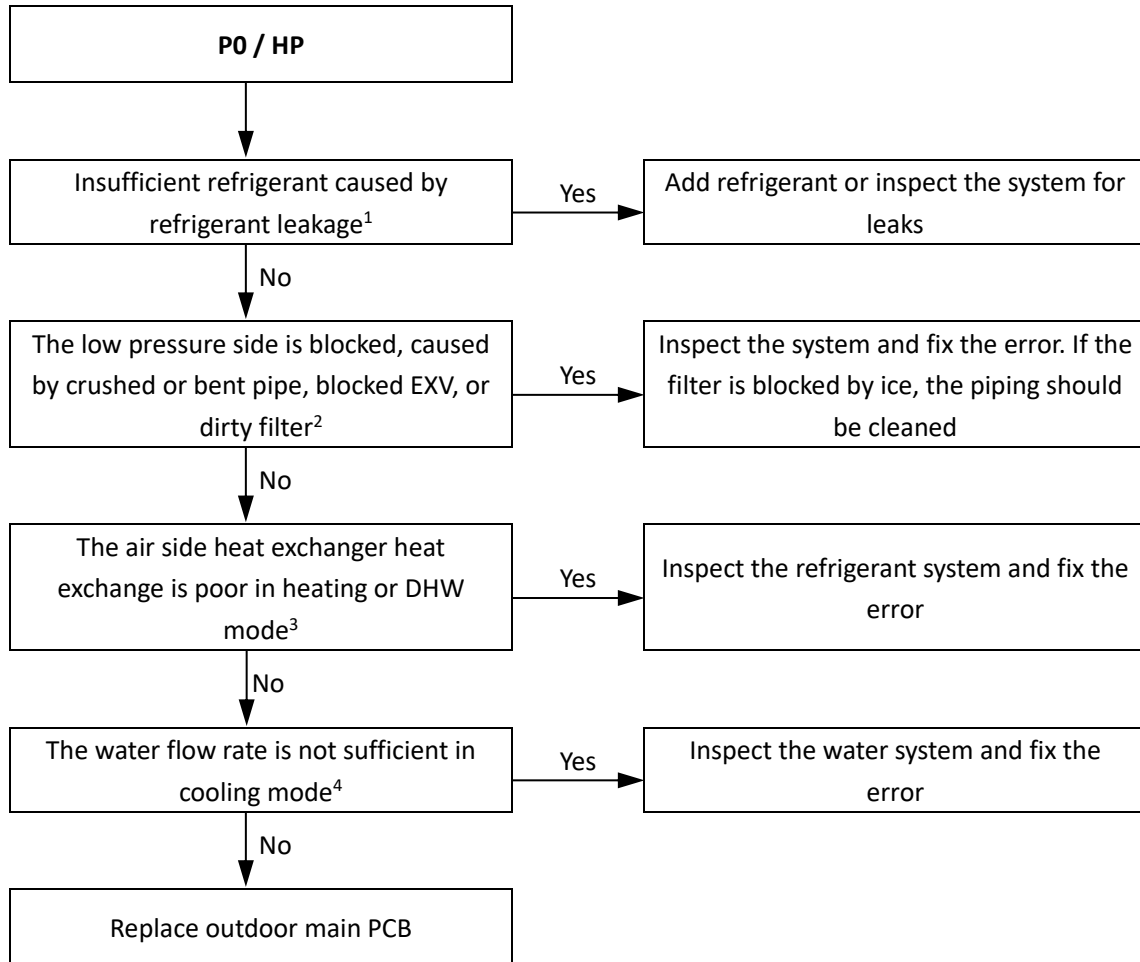 P0 / HP
Insufficient refrigerant caused by
refrigerant leakage¹
Yes
Add refrigerant or inspect the system for
leaks
No
The low pressure side is blocked, caused
by crushed or bent pipe, blocked EXV, or
dirty filter²
Yes
Inspect the system and fix the error. If the
filter is blocked by ice, the piping should
be cleaned
No
The air side heat exchanger heat
exchange is poor in heating or DHW
mode³
Yes
Inspect the refrigerant system and fix the
error
No
The water flow rate is not sufficient in
cooling mode⁴
Yes
Inspect the water system and fix the
error
No
Replace outdoor main PCB